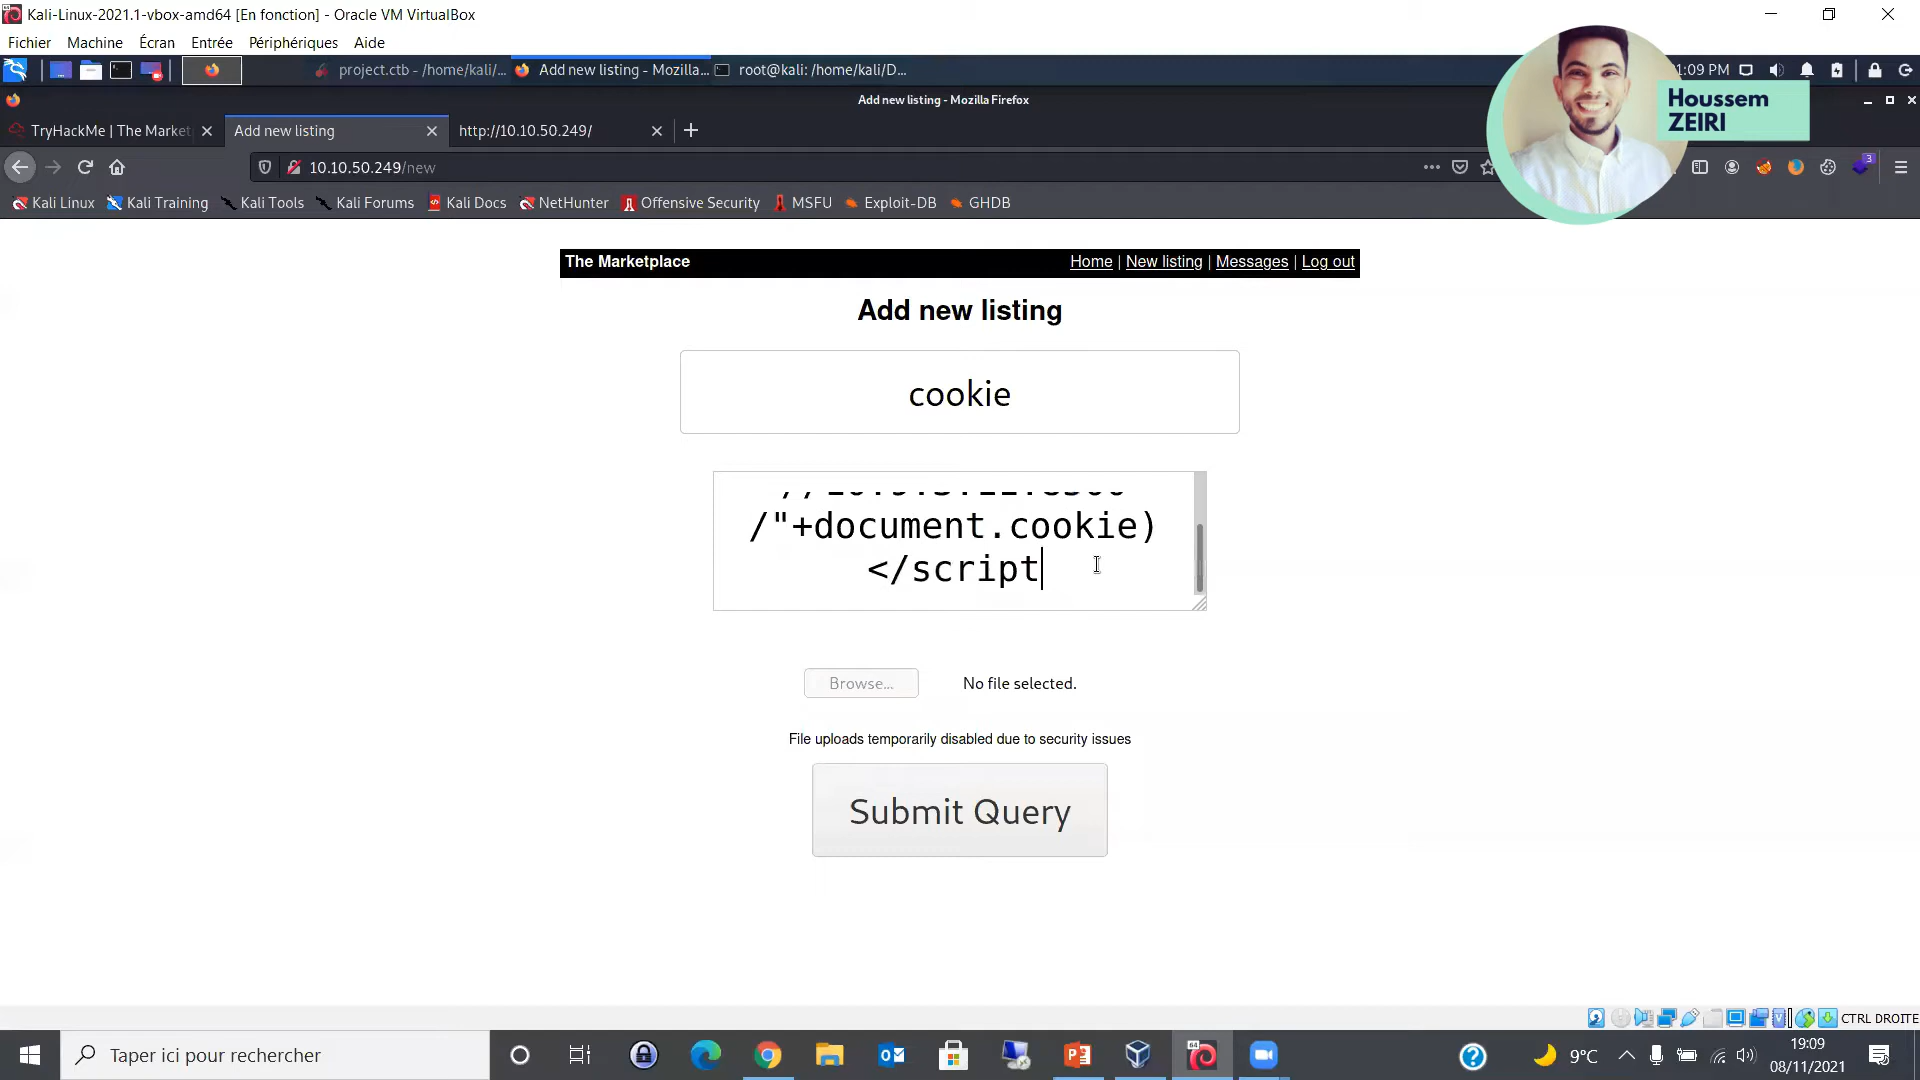 Kali-Linux-2021.1-vbox-amd64 [En fonction] - Oracle VM VirtualBox
Fichier Machine Écran Entrée Périphériques Aide
project.ctb - /home/kali/... Add new listing - Mozilla... root@kali: /home/kali/D... 1:09 PM
Add new listing - Mozilla Firefox
Houssem
ZEIRI
TryHackMe | The Market Add new listing http://10.10.50.249/
10.10.50.249/new
3
Kali Linux Kali Training Kali Tools Kali Forums Kali Docs NetHunter Offensive Security MSFU Exploit-DB GHDB
The Marketplace Home | New listing | Messages | Log out
Add new listing
cookie
/"+document.cookie)
</script
Browse... No file selected.
File uploads temporarily disabled due to security issues
Submit Query
CTRL DROITE
Taper ici pour rechercher
9°C
19:09
08/11/2021